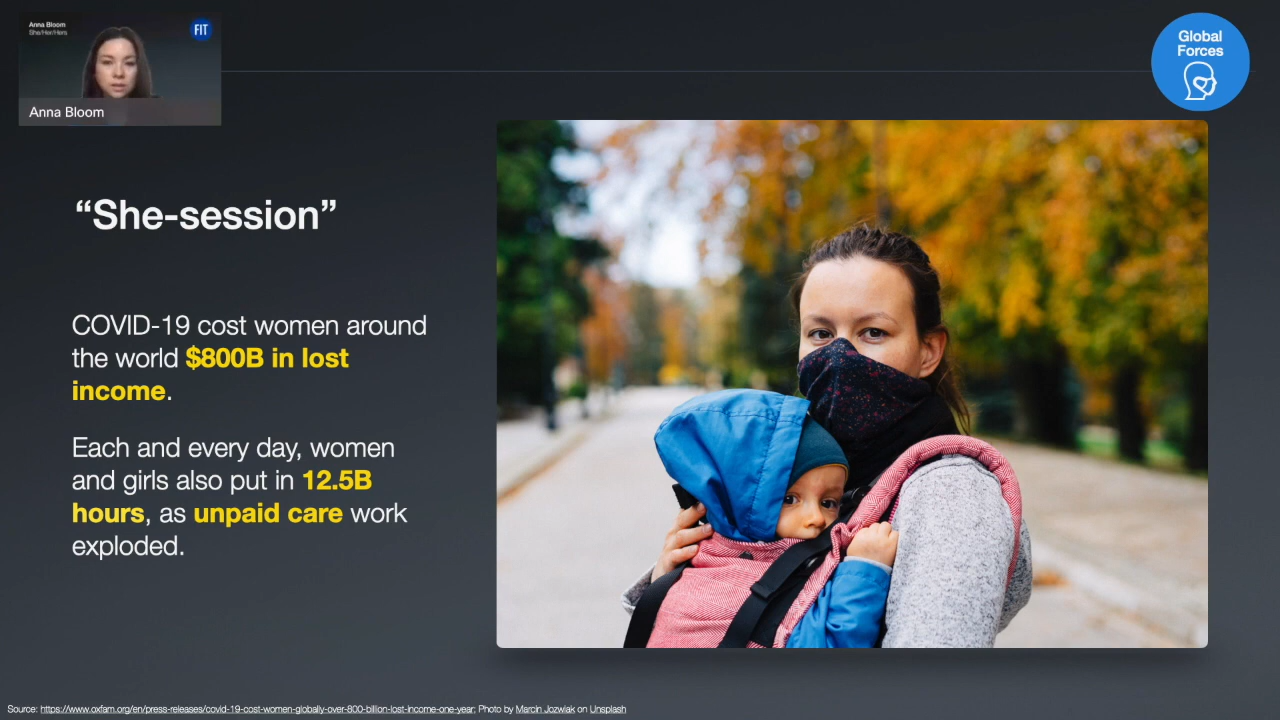 Anna Bloom
She/Her/Hers
FIT
Anna Bloom
Global
Forces
“She-session”
COVID-19 cost women around
the world $800B in lost
income.
Each and every day, women
and girls also put in 12.5B
hours, as unpaid care work
exploded.
Source: https://www.oxfam.org/en/press-releases/covid-19-cost-women-globally-over-800-billion-lost-income-one-year; Photo by Marcin Jozwiak on Unsplash